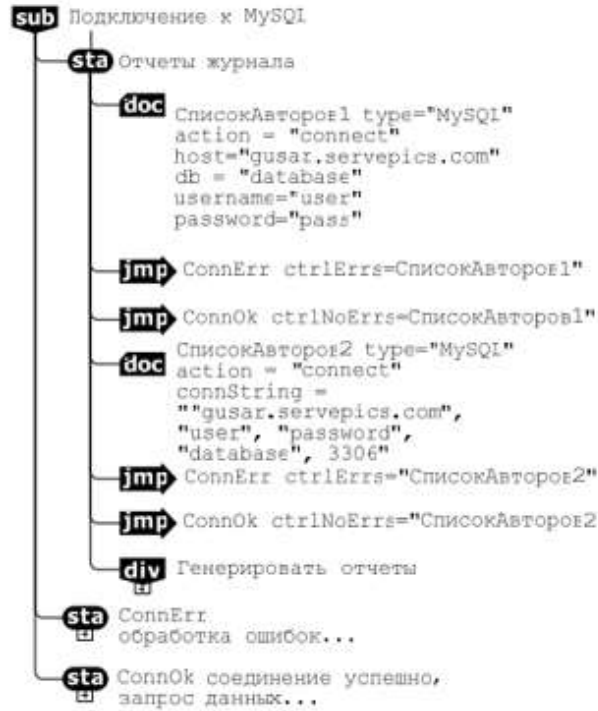 sub Подключение к MySQL
sta Отчеты журнала
doc СписокАвторов1 type="MySQL"
action = "connect"
host="gusar.servepics.com"
db = "database"
username="user"
password="pass"
jmp ConnErr ctrlErrs=СписокАвторов1"
jmp ConnOk ctrlNoErrs=СписокАвторов1"
doc СписокАвторов2 type="MySQL"
action = "connect"
connString =
""gusar.servepics.com",
"user", "password",
"database", 3306"
jmp ConnErr ctrlErrs="СписокАвторов2"
jmp ConnOk ctrlNoErrs="СписокАвторов2
div Генерировать отчеты
sta ConnErr
обработка ошибок...
sta ConnOk соединение успешно,
запрос данных...